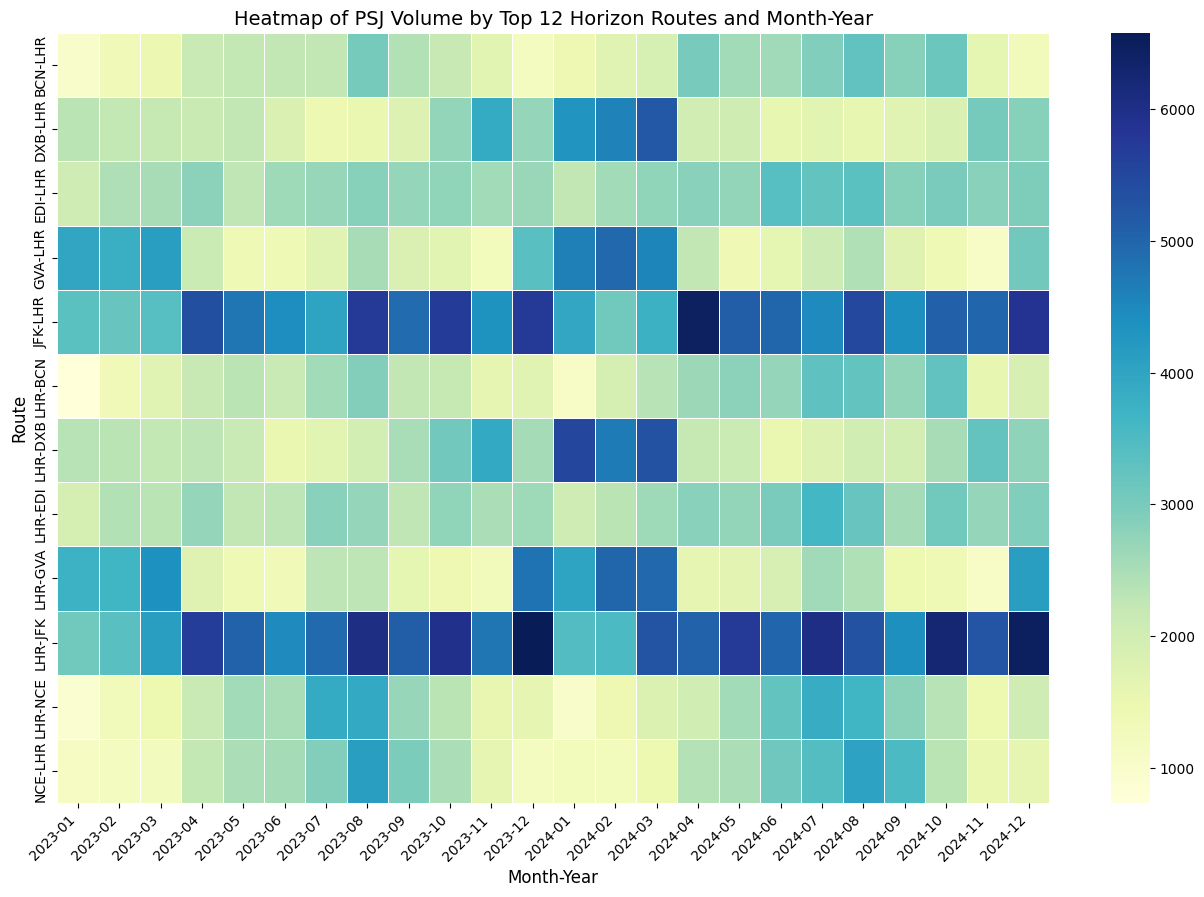 Heatmap of PSJ Volume by Top 12 Horizon Routes and Month-Year
Route
BCN-LHR
DXB-LHR
EDI-LHR
GVA-LHR
JFK-LHR
LHR-BCN
LHR-DXB
LHR-EDI
LHR-GVA
LHR-JFK
LHR-NCE
NCE-LHR
2023-01
2023-02
2023-03
2023-04
2023-05
2023-06
2023-07
2023-08
2023-09
2023-10
2023-11
2023-12
2024-01
2024-02
2024-03
2024-04
2024-05
2024-06
2024-07
2024-08
2024-09
2024-10
2024-11
2024-12
Month-Year
6000
5000
4000
3000
2000
1000